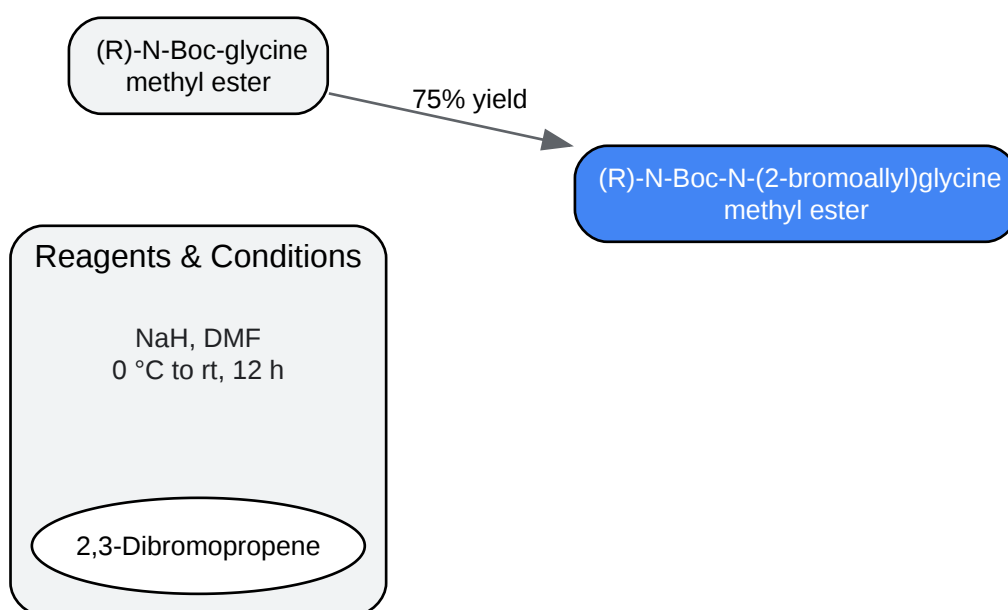 (R)-N-Boc-glycine
methyl ester
75% yield
(R)-N-Boc-N-(2-bromoallyl)glycine
methyl ester
Reagents & Conditions
NaH, DMF
0 °C to rt, 12 h
2,3-Dibromopropene